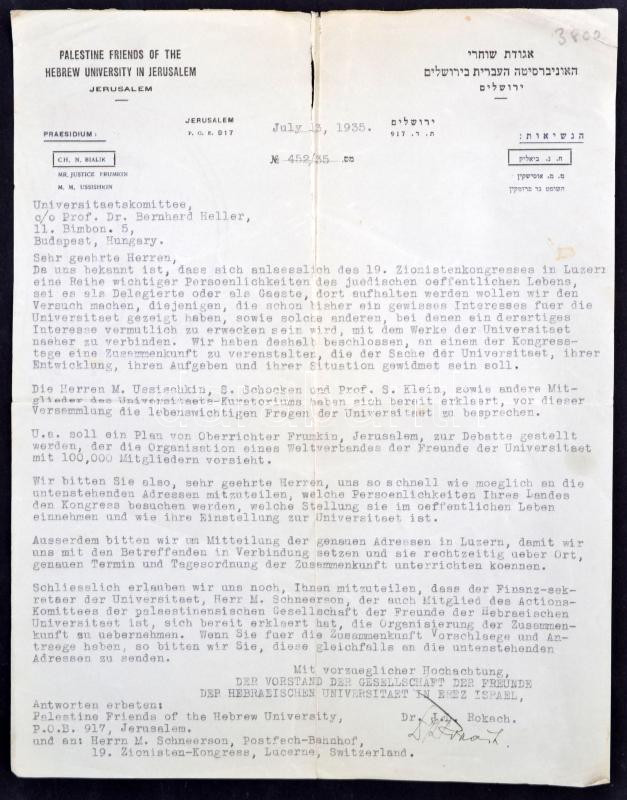 3802
PALESTINE FRIENDS OF THE
HEBREW UNIVERSITY IN JERUSALEM
JERUSALEM
אגודת שוחרי
האוניברסיטה העברית בירושלים
ירושלים
JERUSALEM
P. O. B. 917
July 13, 1935.
ירושלים
ת. ד. 917
PRAESIDIUM:
הנשיאות:
CH. N. BIALIK
MR. JUSTICE FRUMKIN
M. M. USSISHKIN
№ 452/35 מס.
ח. נ. ביאליק
מ. מ. אוסישקין
השופט גד פרומקין
Universitaetskomittee,
c/o Prof. Dr. Bernhard Heller,
11. Bimbon. 5,
Budapest, Hungary.
Sehr geehrte Herren,
Da uns bekannt ist, dass sich anlaesslich des 19. Zionistenkongresses in Luzern
eine Reihe wichtiger Persoenlichkeiten des juedischen oeffentlichen Lebens,
sei es als Delegierte oder als Gaeste, dort aufhalten werden wollen wir den
Versuch machen, diejenigen, die schon bisher ein gewisses Interesses fuer die
Universitaet gezeigt haben, sowie solche anderen, bei denen ein derartiges
Interesse vermutlich zu erwecken sein wird, mit dem Werke der Universitaet
naeher zu verbinden. Wir haben deshalb beschlossen, an einem der Kongress-
tage eine Zusammenkunft zu veranstalten, die der Sache der Universitaet, ihrer
Entwicklung, ihren Aufgaben und ihrer Situation gewidmet sein soll.
Die Herren M. Ussischkin, S. Schocken und Prof. S. Klein, sowie andere Mit-
glieder des Universitaets-Kuratoriums haben sich bereit erklaert, vor dieser
Versammlung die lebenswichtigen Fragen der Universitaet zu besprechen.
U.a. soll ein Plan von Oberrichter Frumkin, Jerusalem, zur Debatte gestellt
werden, der die Organisation eines Weltverbandes der Freunde der Universitaet
mit 100,000 Mitgliedern vorsieht.
Wir bitten Sie also, sehr geehrte Herren, uns so schnell wie moeglich an die
untenstehenden Adressen mitzuteilen, welche Persoenlichkeiten Ihres Landes
den Kongress besuchen werden, welche Stellung sie im oeffentlichen Leben
einnehmen und wie ihre Einstellung zur Universitaet ist.
Ausserdem bitten wir um Mitteilung der genauen Adressen in Luzern, damit wir
uns mit den Betreffenden in Verbindung setzen und sie rechtzeitig ueber Ort,
genauen Termin und Tagesordnung der Zusammenkunft unterrichten koennen.
Schliesslich erlauben wir uns noch, Ihnen mitzuteilen, dass der Finanz-sek-
retaer der Universitaet, Herr M. Schneerson, der auch Mitglied des Actions-
Komittees der palaestinensischen Gesellschaft der Freunde der Hebraeischen
Universitaet ist, sich bereit erklaert hat, die Organisierung der Zusammen-
kunft zu uebernehmen. Wenn Sie fuer die Zusammenkunft Vorschlaege und An-
traege haben, so bitten wir Sie, diese gleichfalls an die untenstehenden
Adressen zu senden.
Mit vorzueglicher Hochachtung,
DER VORSTAND DER GESELLSCHAFT DER FREUNDE
DER HEBRAEISCHEN UNIVERSITAET IN EREZ ISRAEL,
Antworten erbeten:
Palestine Friends of the Hebrew University,
Dr. Rokach.
P.O.B. 917, Jerusalem.
und an: Herrn M. Schneerson, Postfach-Bahnhof,
19. Zionisten-Kongress, Lucerne, Switzerland.